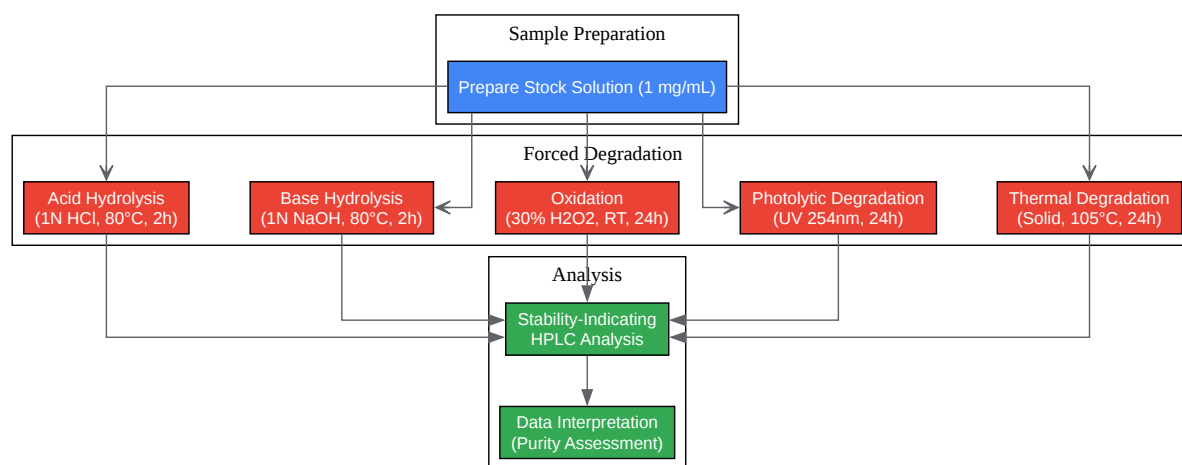 Sample Preparation
Prepare Stock Solution (1 mg/mL)
Forced Degradation
Acid Hydrolysis
(1N HCl, 80°C, 2h)
Base Hydrolysis
(1N NaOH, 80°C, 2h)
Oxidation
(30% H2O2, RT, 24h)
Photolytic Degradation
(UV 254nm, 24h)
Thermal Degradation
(Solid, 105°C, 24h)
Analysis
Stability-Indicating
HPLC Analysis
Data Interpretation
(Purity Assessment)